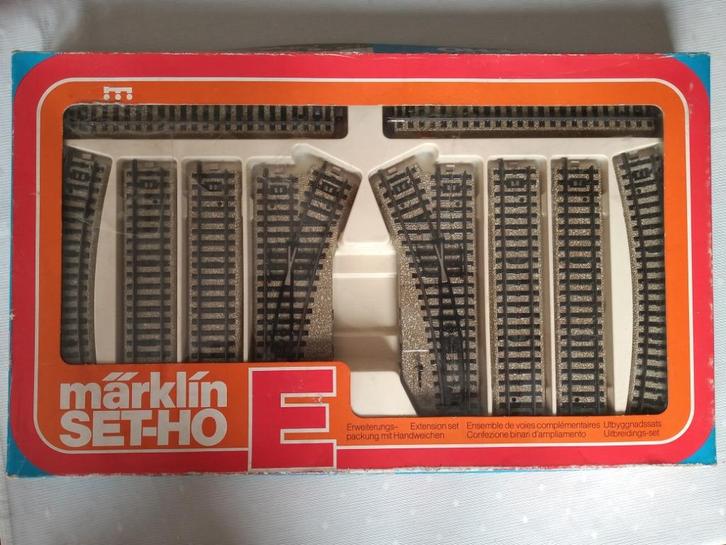 märklin
SET-HO
E
Erweiterungs-
packung mit Handweichen
Extension set
Ensemble de voies complémentaires
Confezione binari d'ampliamento
Utbyggnadssats
Uitbreidings-set